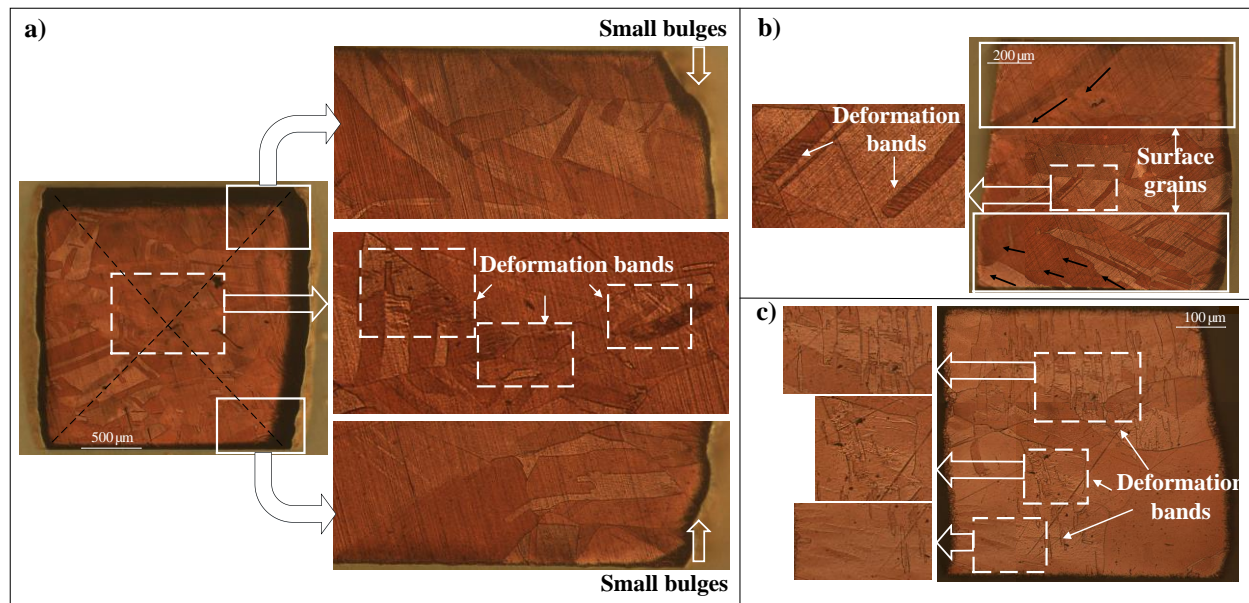 a)
Small bulges
Deformation bands
500 μm
Small bulges
b)
200 μm
Deformation
bands
Surface
grains
c)
100 μm
Deformation
bands